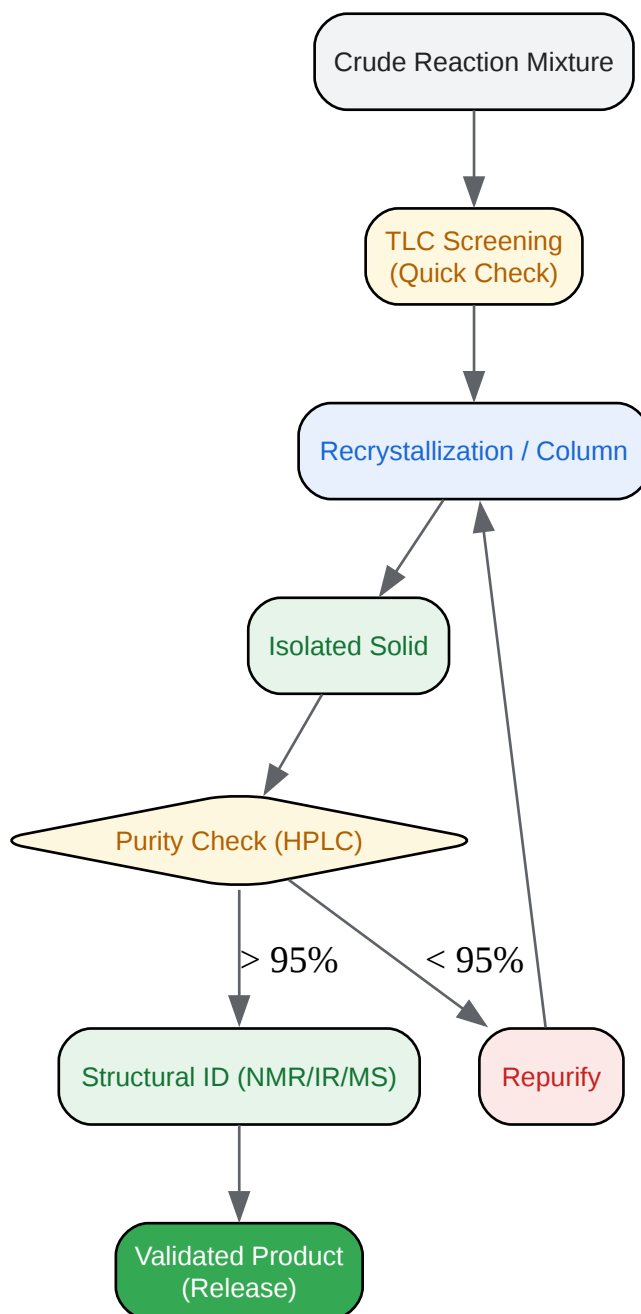 Crude Reaction Mixture
TLC Screening
(Quick Check)
Recrystallization / Column
Isolated Solid
Purity Check (HPLC)
> 95%
< 95%
Structural ID (NMR/IR/MS)
Repurify
Validated Product
(Release)